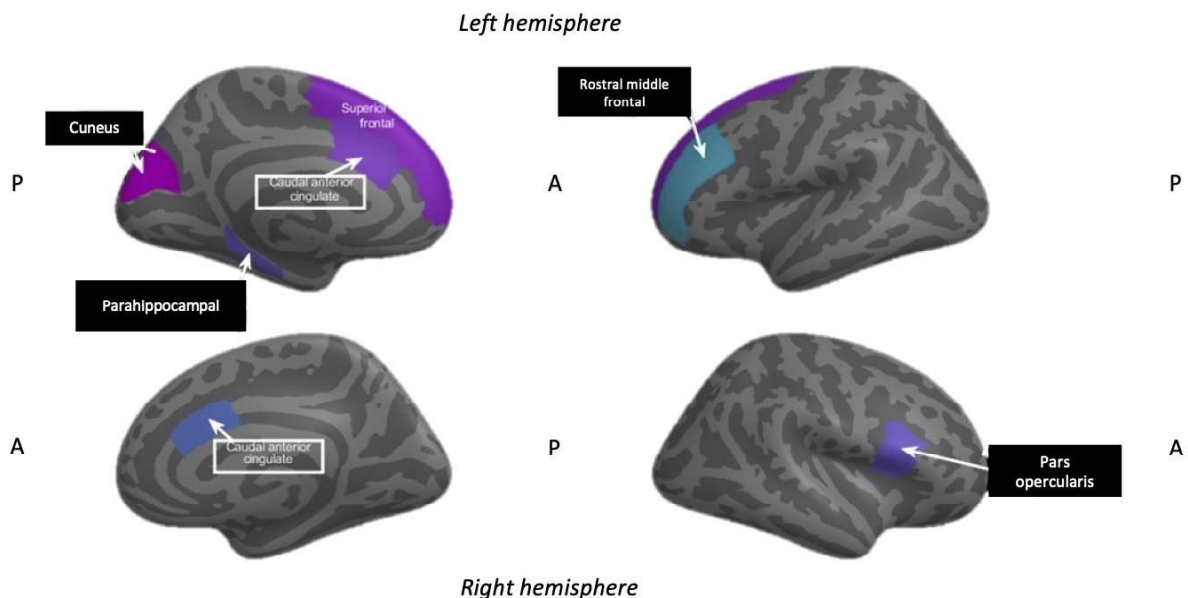 Left hemisphere
Rostral middle
frontal
Superior
frontal
Cuneus
P
A
P
Caudal anterior
cingulate
Parahippocampal
A
P
A
Caudal anterior
cingulate
Pars
opercularis
Right hemisphere